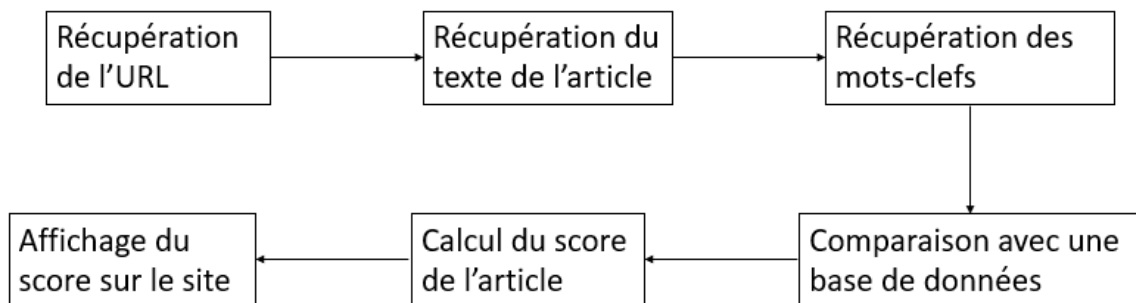 Récupération
de l’URL
Récupération du
texte de l’article
Récupération des
mots-clefs
Comparaison avec une
base de données
Calcul du score
de l’article
Affichage du
score sur le site